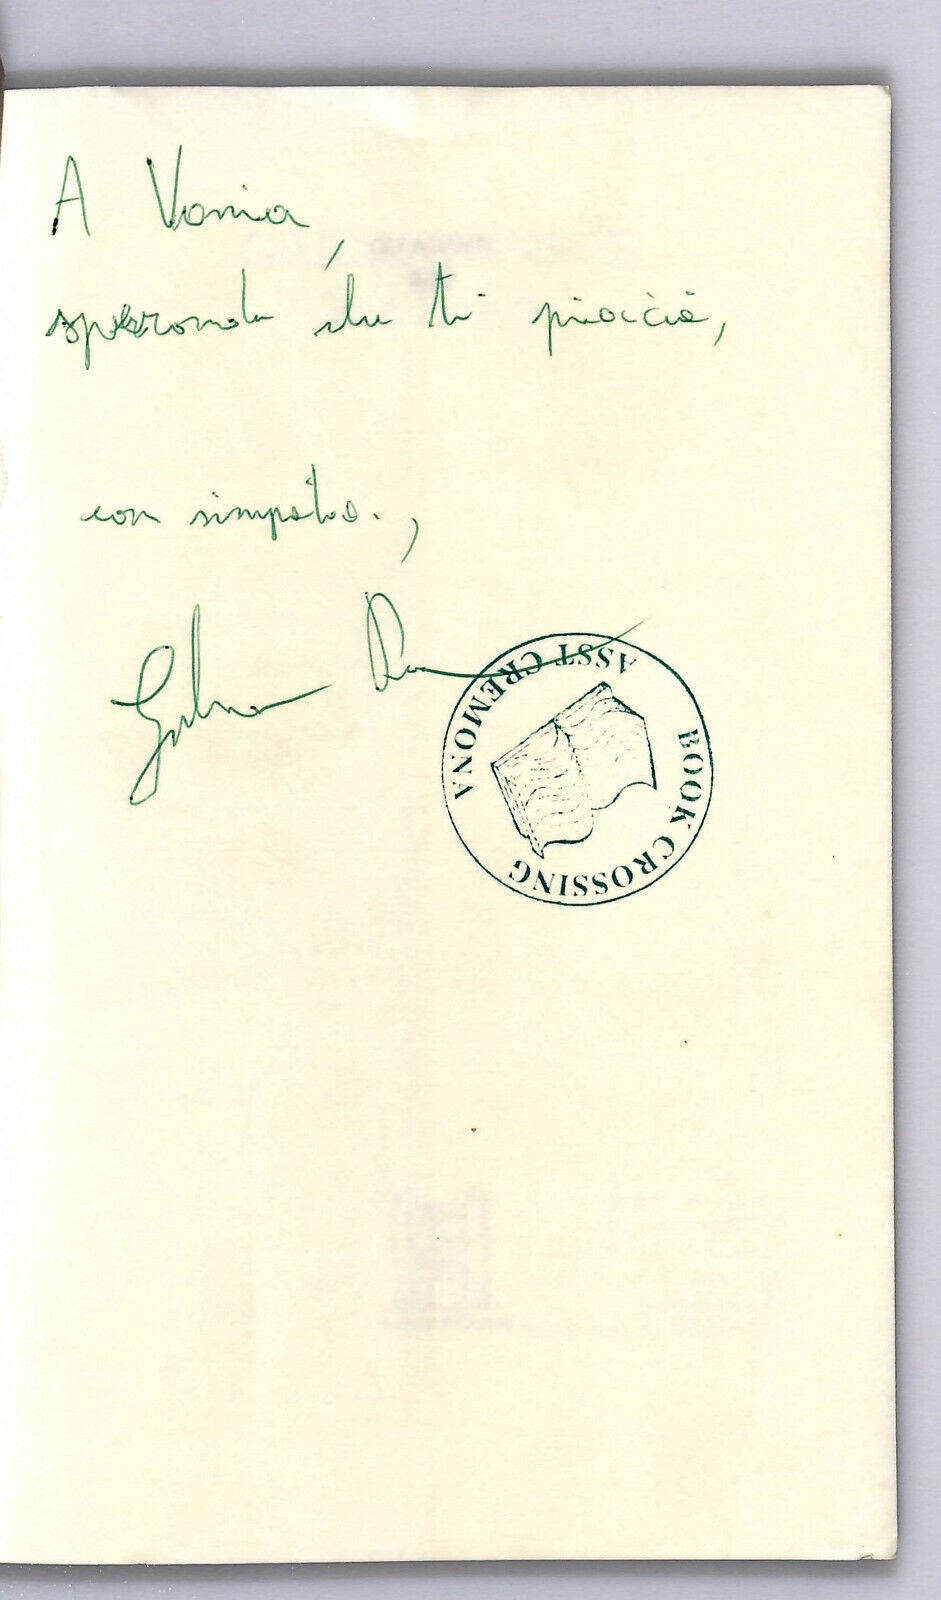 A Vania,
sperando che ti piaccia,
con simpatia,
ASST CREMONA
BOOK CROSSING